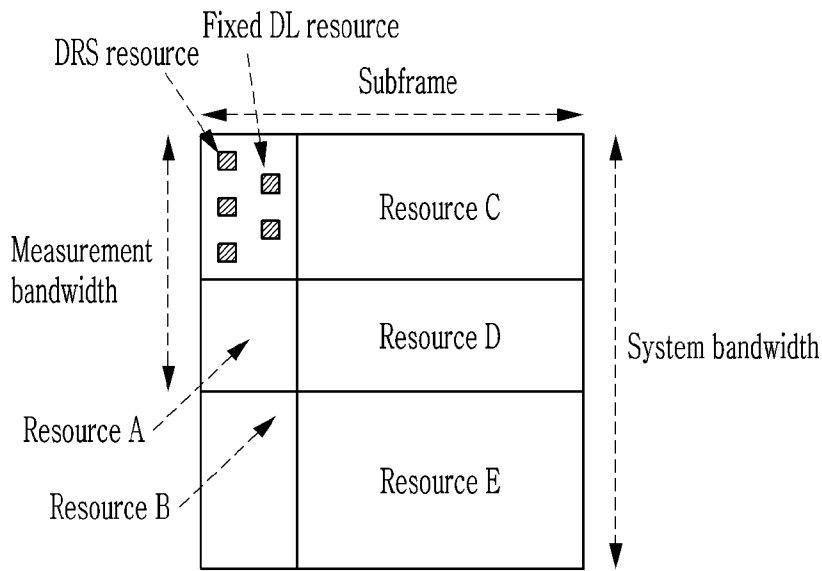 Fixed DL resource
DRS resource
Subframe
Resource C
Measurement
bandwidth
Resource D
System bandwidth
Resource A
Resource B
Resource E